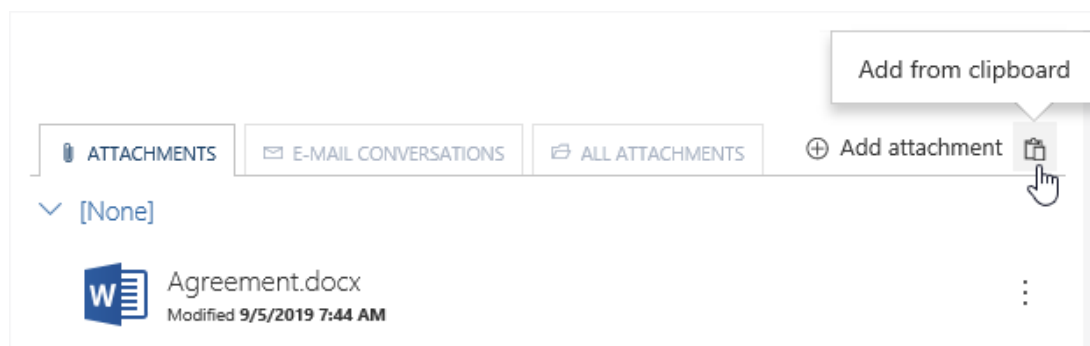 Add from clipboard
ATTACHMENTS E-MAIL CONVERSATIONS ALL ATTACHMENTS Add attachment
[None]
W Agreement.docx
Modified 9/5/2019 7:44 AM